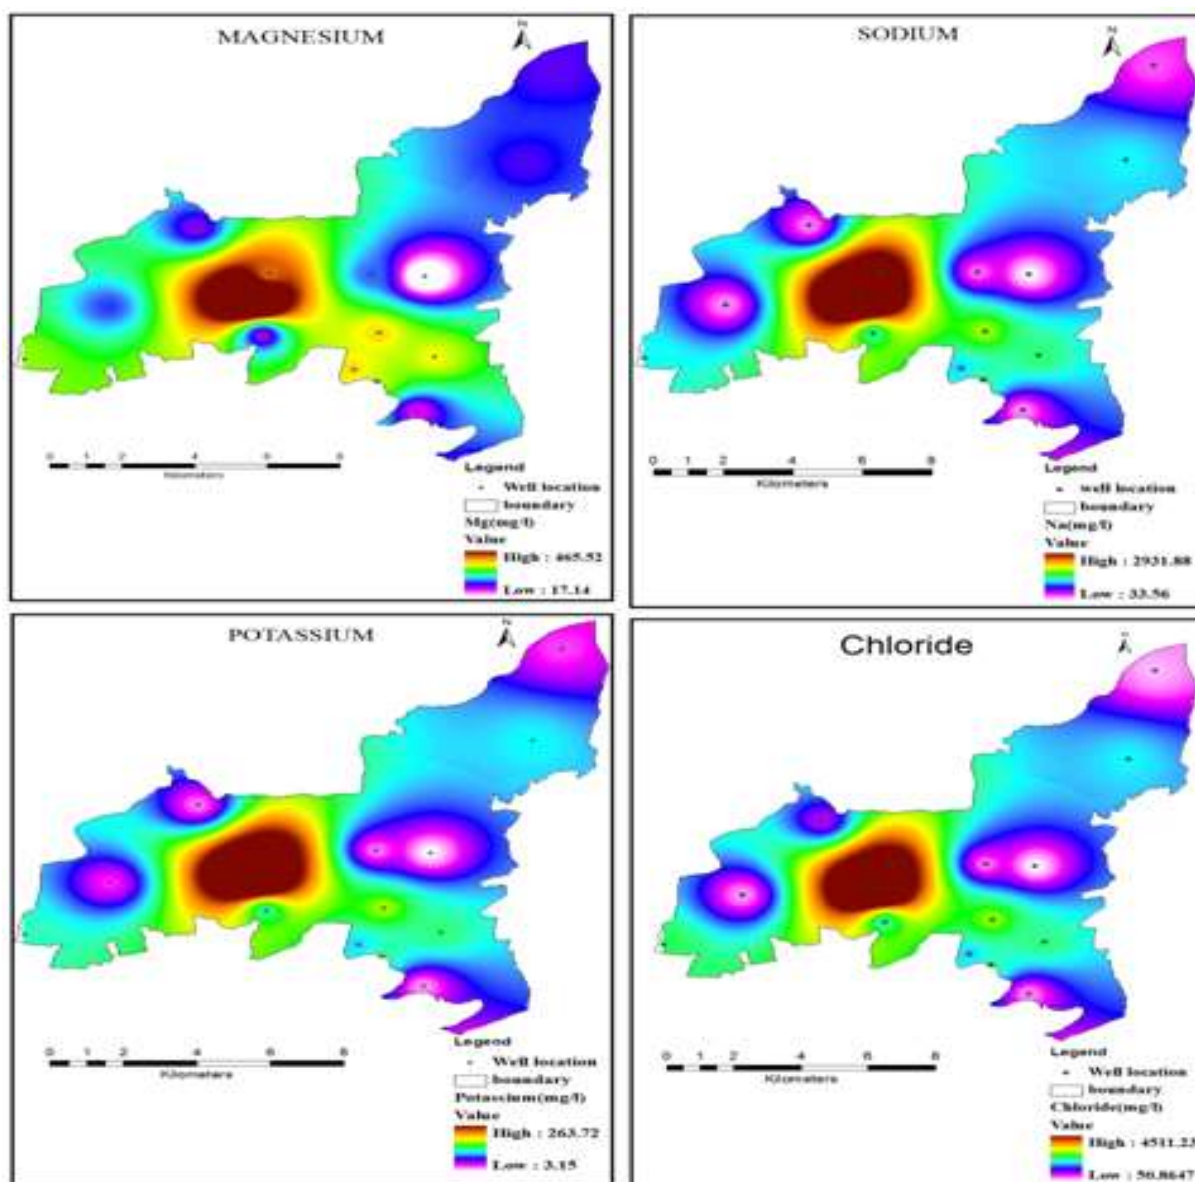 MAGNESIUM
N
0 1 2 4 6 8
Kilometers
Legend
Well location
boundary
Mg(mg/l)
Value
High : 465.52
Low : 17.14
SODIUM
N
0 1 2 4 6 8
Kilometers
Legend
well location
boundary
Na(mg/l)
Value
High : 2931.88
Low : 33.56
POTASSIUM
N
0 1 2 4 6 8
Kilometers
Legend
Well location
boundary
Potassium(mg/l)
Value
High : 263.72
Low : 3.15
Chloride
0 1 2 4 6 8
Kilometers
Legend
Well location
boundary
Chloride(mg/l)
Value
High : 4511.23
Low : 50.8647